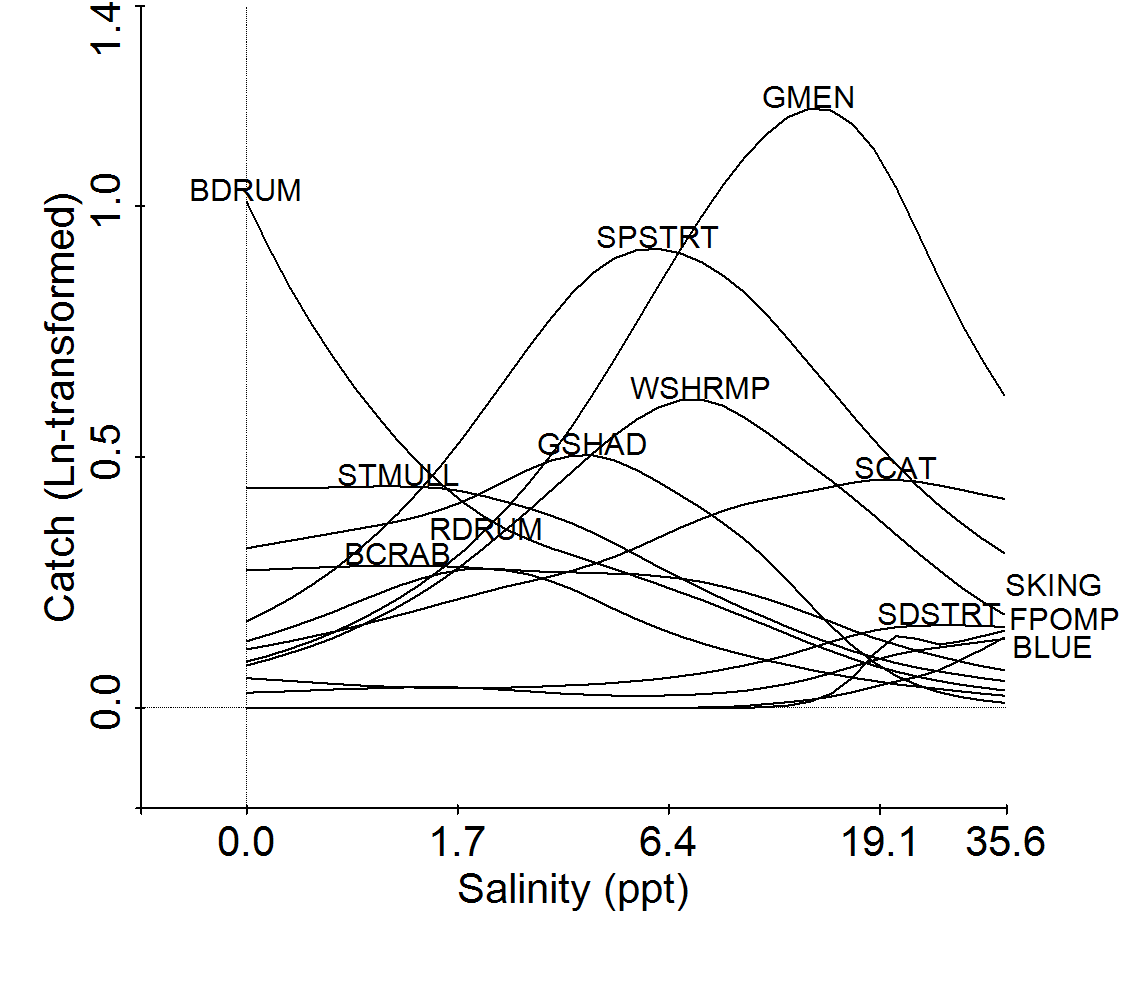 1.4
GMEN
BDRUM
1.0
SPSTRT
WSHRMP
GSHAD
0.5
SCAT
STMULL
RDRUM
BCRAB
SKING
SDSTRT
FPOMP
BLUE
0.0
Catch (Ln-transformed)
0.0 1.7 6.4 19.1 35.6
Salinity (ppt)